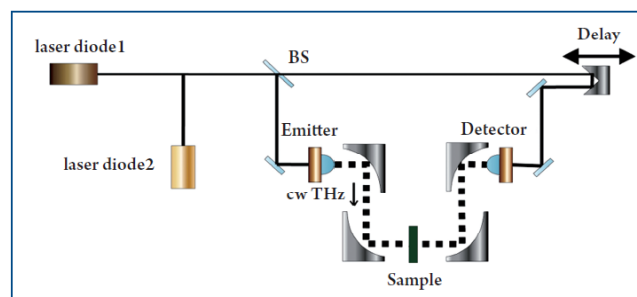 Delay
laser diode1
BS
Emitter
Detector
laser diode2
cw THz
Sample